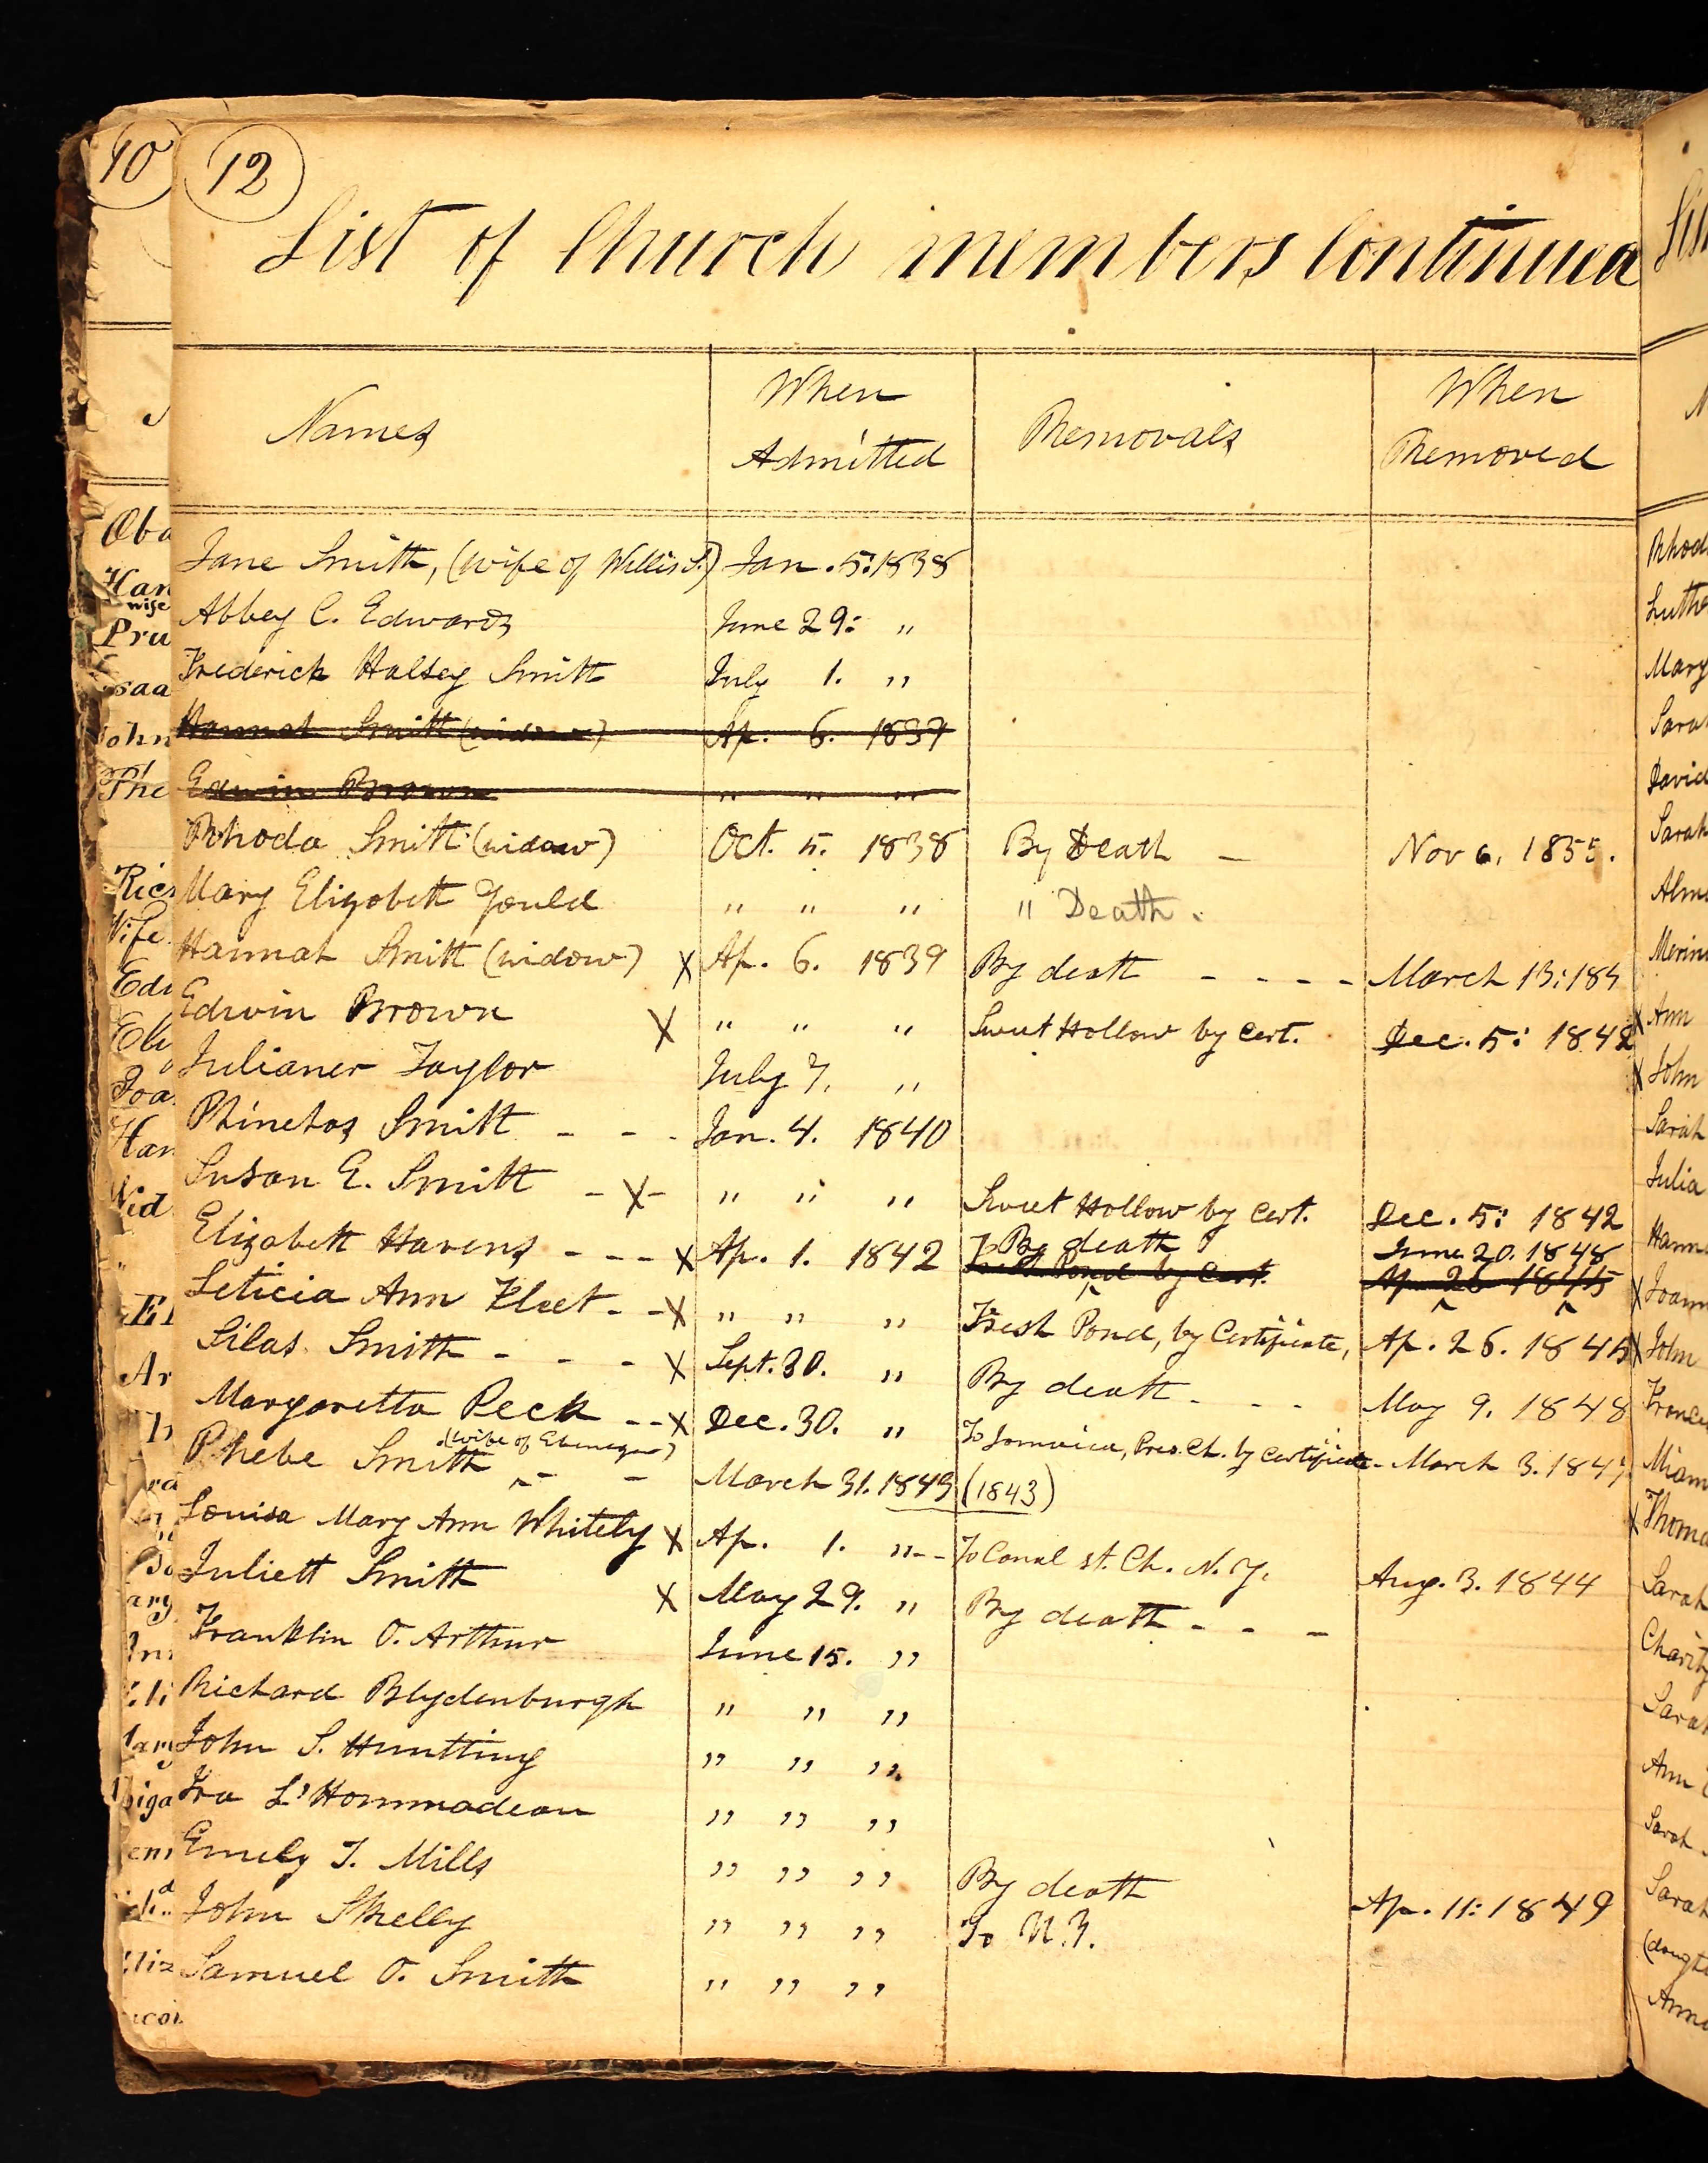 10
12
List of Church members Continued
Names
When Admitted
Removals
When Removed
Jane Smith, (wife of Willis S.) Jan. 5: 1838
Abbey C. Edwards June 29: "
Frederick Halsey Smith July 1. "
Hannah Smith (widow) Ap. 6. 1839
Edwin Brown " " "
Rhoda Smith (widow) Oct. 5. 1838 By Death – Nov 6, 1855.
Mary Elizabeth Gould " " " " Death.
Hannah Smith (widow) X Ap. 6. 1839 By death - - - - March 13: 184
Edwin Brown X " " " Sweet Hollow by Cert. Dec. 5: 1842
Julianer Taylor July 7. "
Phinehas Smith - - - Jan. 4. 1840
Susan E. Smith - X - " " " Sweet Hollow by Cert. Dec. 5: 1842
Elizabeth Havens - - - X Ap. 1. 1842 By death June 20. 1848
Fresh Pond by Cert. Ap. 26 1845
Leticia Ann Fleet - - X " " " Fresh Pond, by Certificate, Ap. 26. 1845
Silas Smith - - - X Sept. 30. " By death - - - May 9. 1848
Margaretta Peck - - X Dec. 30. " To Jamaica, Pres. Ch. by Certificate - March 3. 184
Phebe Smith (wife of Ebenezer) - - March 31. 1843 (1843)
Louisa Mary Ann Whitely X Ap. 1. " - - To Canal st. Ch. N. Y. Aug. 3. 1844
Juliett Smith X May 29. " By death - - -
Franklin O. Arthur June 15. "
Richard Blydenburgh " " "
John S. Huntting " " "
Ira L'Hommadeau " " "
Emely T. Mills " " " By death Ap. 11: 1849
John Skelly " " " To N.Y.
Samuel O. Smith " " "